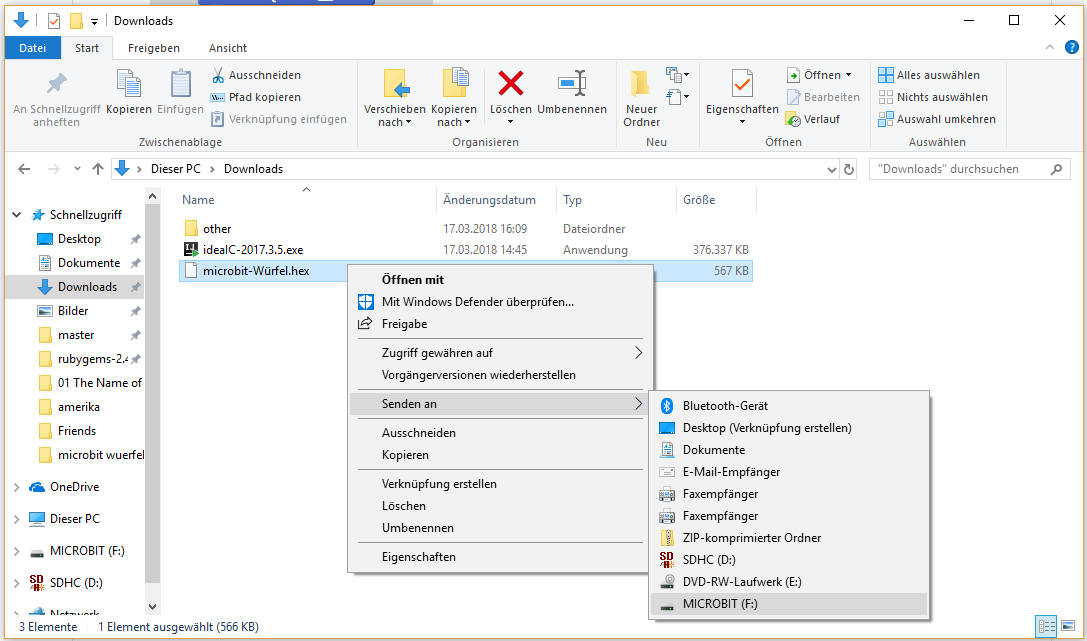 Downloads
Datei Start Freigeben Ansicht
An Schnellzugriff anheften
Kopieren
Einfügen
Ausschneiden
Pfad kopieren
Verknüpfung einfügen
Zwischenablage
Verschieben nach
Kopieren nach
Löschen
Umbenennen
Organisieren
Neuer Ordner
Neu
Eigenschaften
Öffnen
Bearbeiten
Verlauf
Öffnen
Alles auswählen
Nichts auswählen
Auswahl umkehren
Auswählen
Dieser PC > Downloads
"Downloads" durchsuchen
Schnellzugriff
Desktop
Dokumente
Downloads
Bilder
master
rubygems-2.4
01 The Name of
amerika
Friends
microbit wuerfel
OneDrive
Dieser PC
MICROBIT (F:)
SDHC (D:)
Netzwerk
Name Änderungsdatum Typ Größe
other 17.03.2018 16:09 Dateiordner
ideaIC-2017.3.5.exe 17.03.2018 14:45 Anwendung 376.337 KB
microbit-Würfel.hex 567 KB
Öffnen mit
Mit Windows Defender überprüfen...
Freigabe
Zugriff gewähren auf
Vorgängerversionen wiederherstellen
Senden an
Ausschneiden
Kopieren
Verknüpfung erstellen
Löschen
Umbenennen
Eigenschaften
Bluetooth-Gerät
Desktop (Verknüpfung erstellen)
Dokumente
E-Mail-Empfänger
Faxempfänger
Faxempfänger
ZIP-komprimierter Ordner
SDHC (D:)
DVD-RW-Laufwerk (E:)
MICROBIT (F:)
3 Elemente 1 Element ausgewählt (566 KB)